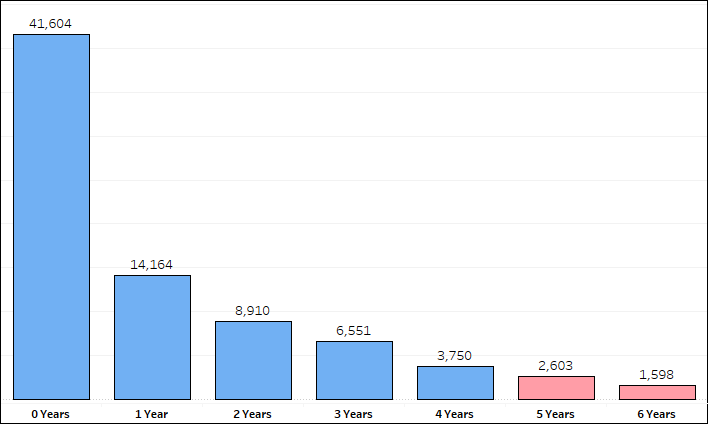 41,604
14,164
8,910
6,551
3,750
2,603
1,598
0 Years
1 Year
2 Years
3 Years
4 Years
5 Years
6 Years